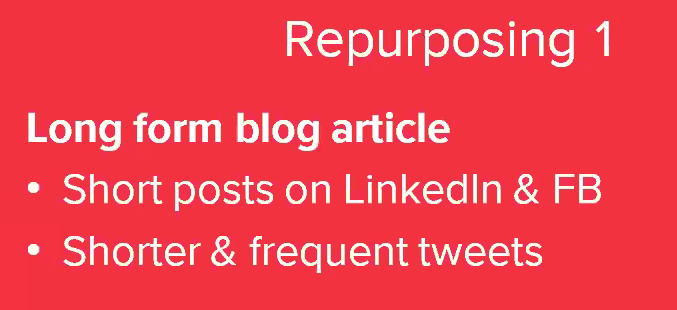 Repurposing 1
Long form blog article
• Short posts on LinkedIn & FB
• Shorter & frequent tweets